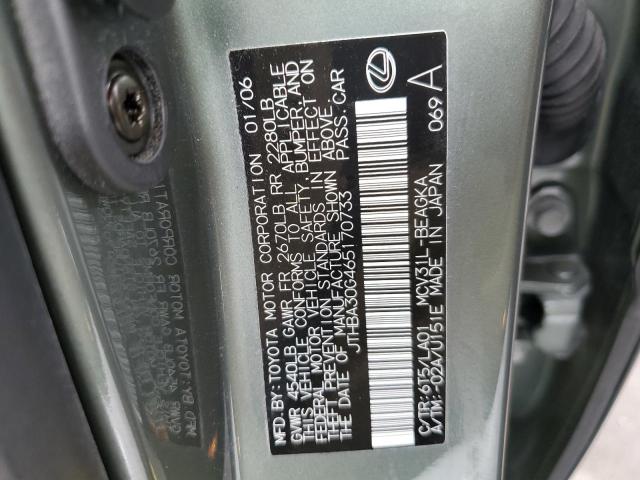 MFD.BY: TOYOTA MOTOR CORPORATION 01/06
GVWR 4540LB GAWR FR 2670LB RR 2280LB
THIS VEHICLE CONFORMS TO ALL APPLICABLE
FEDERAL MOTOR VEHICLE SAFETY, BUMPER, AND
THEFT PREVENTION STANDARDS IN EFFECT ON
THE DATE OF MANUFACTURE SHOWN ABOVE.
JTHBA30G465170733 PASS. CAR
C/TR: 6T5/LA01 MCV31L-BEAGKA
A/TM: -02A/U151E MADE IN JAPAN 069 A